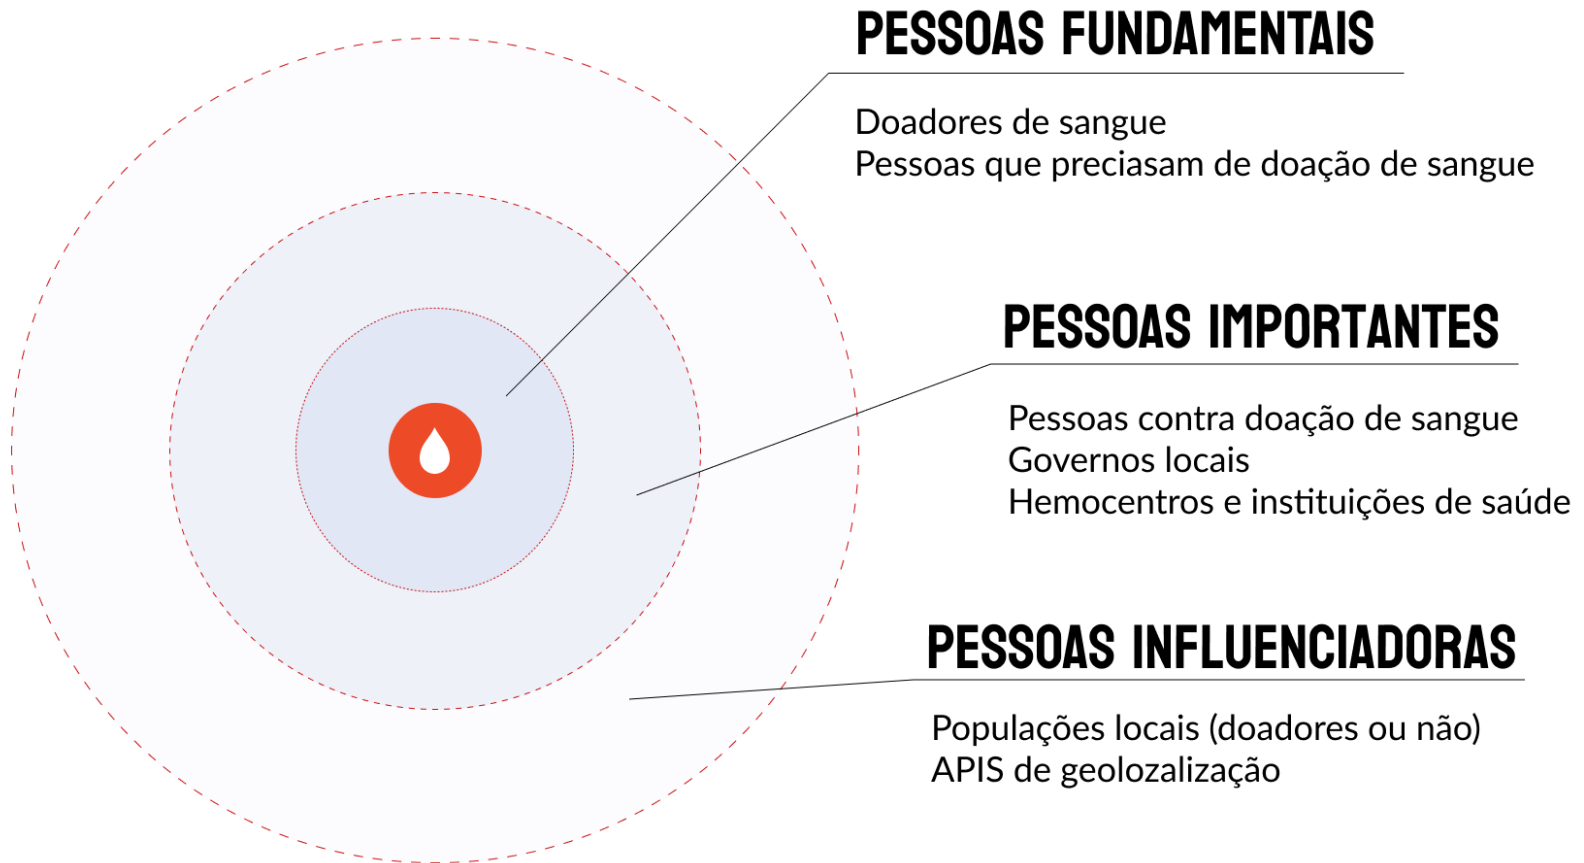 PESSOAS FUNDAMENTAIS
Doadores de sangue
Pessoas que preciasam de doação de sangue
PESSOAS IMPORTANTES
Pessoas contra doação de sangue
Governos locais
Hemocentros e instituições de saúde
PESSOAS INFLUENCIADORAS
Populações locais (doadores ou não)
APIS de geolozalização